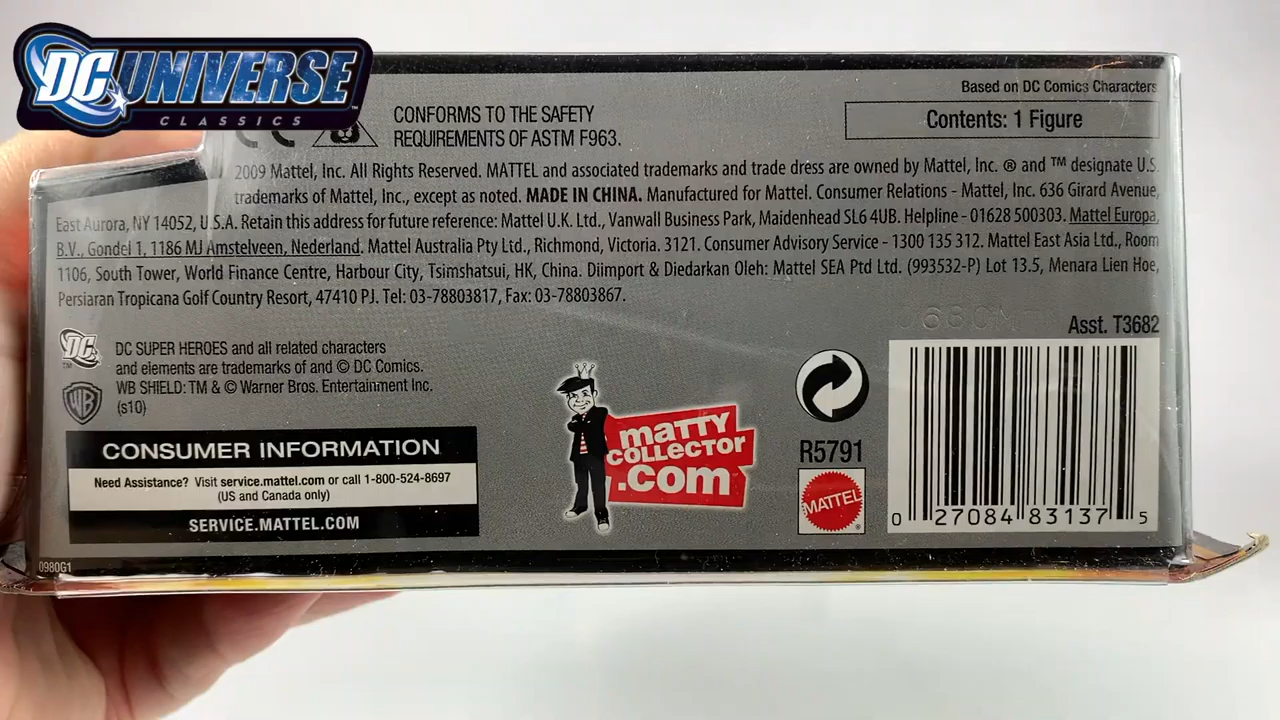 DC UNIVERSE
CLASSICS
Based on DC Comics Characters
CONFORMS TO THE SAFETY
REQUIREMENTS OF ASTM F963.
Contents: 1 Figure
2009 Mattel, Inc. All Rights Reserved. MATTEL and associated trademarks and trade dress are owned by Mattel, Inc. ® and ™ designate U.S.
trademarks of Mattel, Inc., except as noted. MADE IN CHINA. Manufactured for Mattel. Consumer Relations - Mattel, Inc. 636 Girard Avenue,
East Aurora, NY 14052, U.S.A. Retain this address for future reference: Mattel U.K. Ltd., Vanwall Business Park, Maidenhead SL6 4UB. Helpline - 01628 500303. Mattel Europa,
B.V., Gondel 1, 1186 MJ Amstelveen, Nederland. Mattel Australia Pty Ltd., Richmond, Victoria. 3121. Consumer Advisory Service - 1300 135 312. Mattel East Asia Ltd., Room
1106, South Tower, World Finance Centre, Harbour City, Tsimshatsui, HK, China. Diimport & Diedarkan Oleh: Mattel SEA Ptd Ltd. (993532-P) Lot 13.5, Menara Lien Hoe,
Persiaran Tropicana Golf Country Resort, 47410 PJ. Tel: 03-78803817, Fax: 03-78803867.
Asst. T3682
DC
DC SUPER HEROES and all related characters
and elements are trademarks of and © DC Comics.
WB
WB SHIELD: TM & © Warner Bros. Entertainment Inc.
(s10)
CONSUMER INFORMATION
Need Assistance? Visit service.mattel.com or call 1-800-524-8697
(US and Canada only)
SERVICE.MATTEL.COM
maTTY
COLLECTOR
.com
R5791
MATTEL
0 27084 83137 5
0980G1